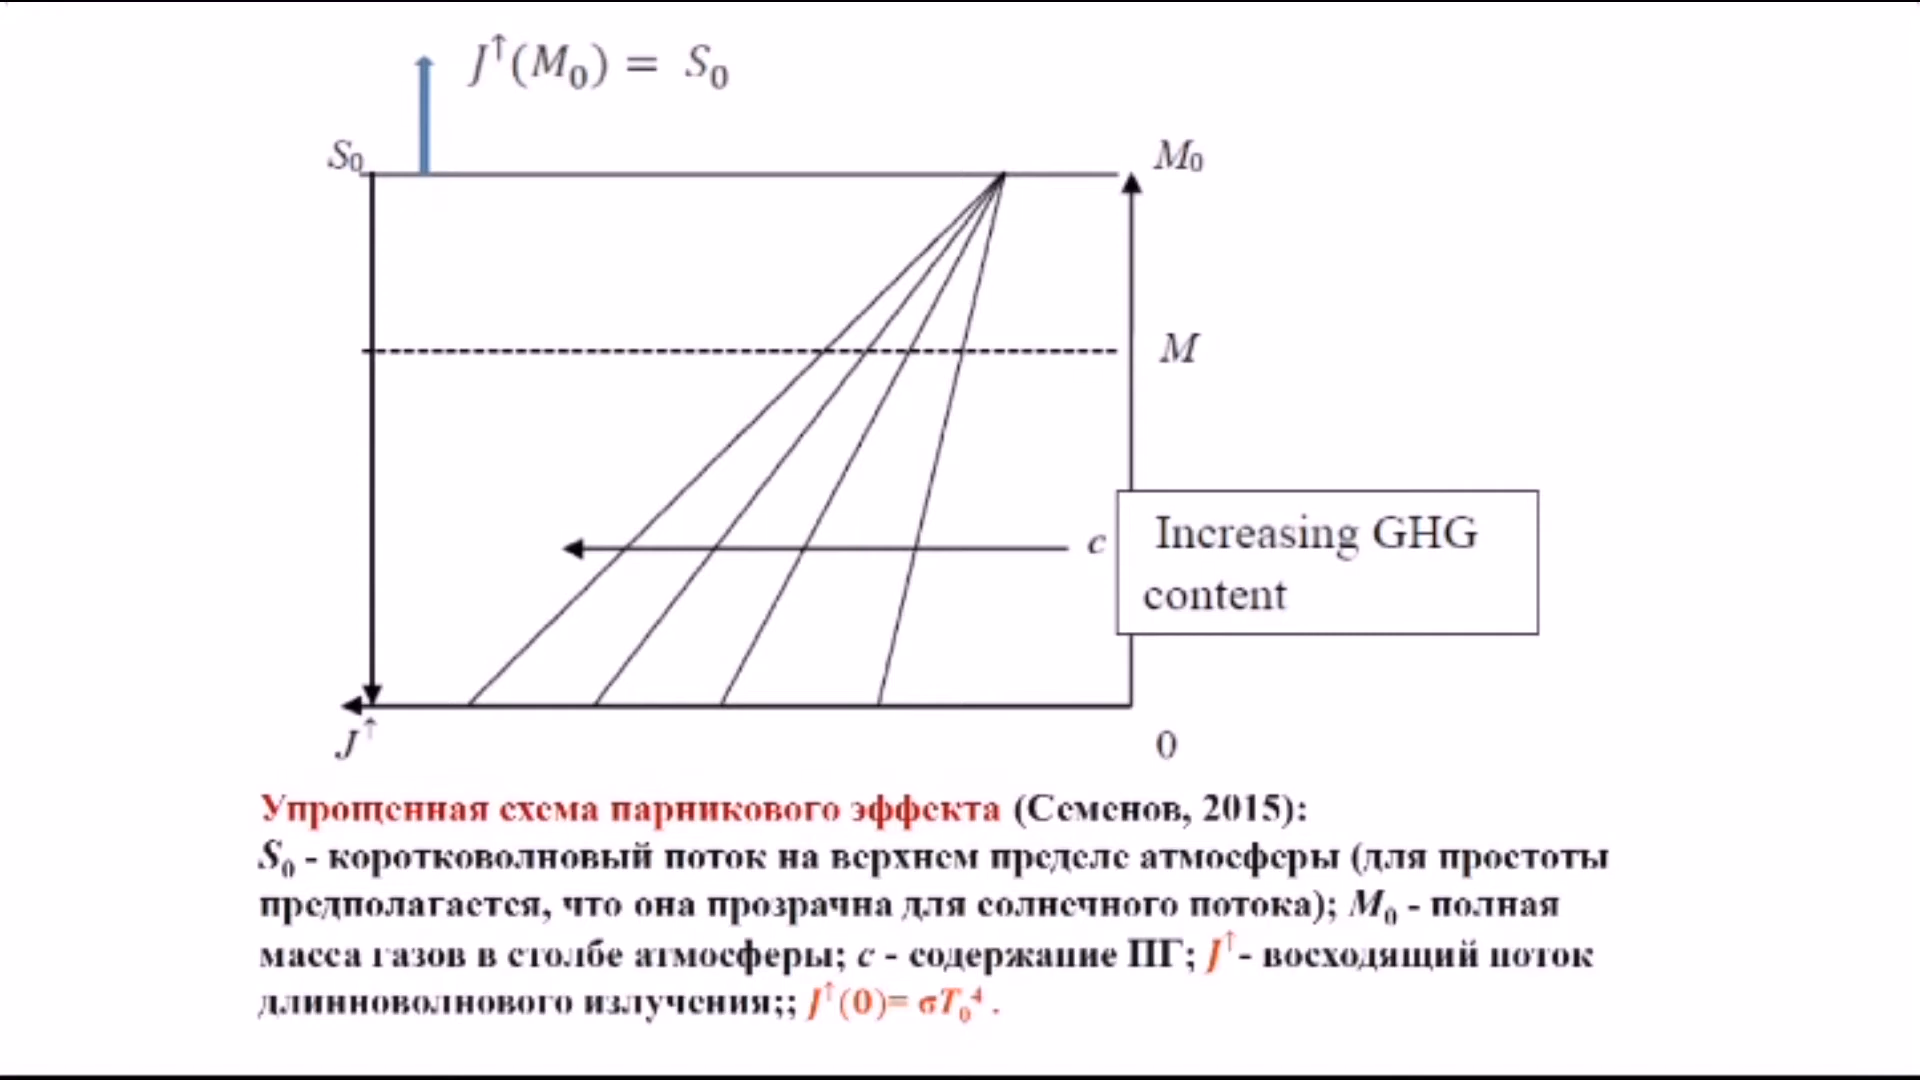 J↑(M₀) = S₀
S₀
M₀
M
c
Increasing GHG
content
J↑
0
Упрощенная схема парникового эффекта (Семенов, 2015):
S₀ - коротковолновый поток на верхнем пределе атмосферы (для простоты
предполагается, что она прозрачна для солнечного потока); M₀ - полная
масса газов в столбе атмосферы; c - содержание ПГ; J↑- восходящий поток
длинноволнового излучения;; J↑(0)= σT₀⁴ .